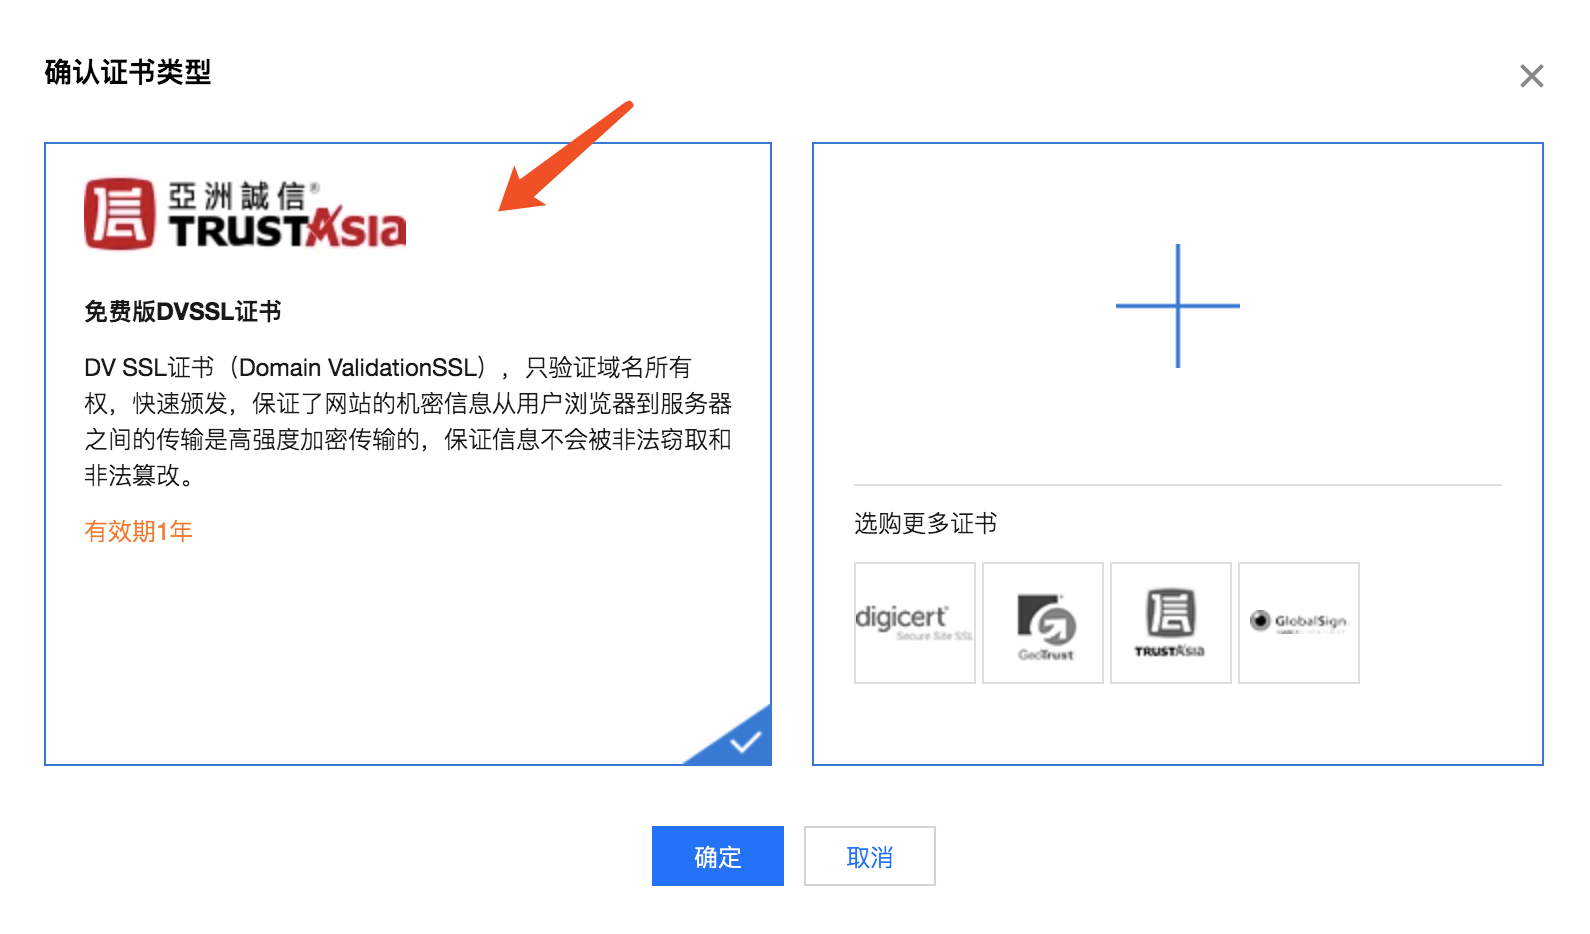 确认证书类型
亞洲誠信®
TRUSTAsia
免费版DVSSL证书
DV SSL证书（Domain ValidationSSL），只验证域名所有
权，快速颁发，保证了网站的机密信息从用户浏览器到服务器
之间的传输是高强度加密传输的，保证信息不会被非法窃取和
非法篡改。
有效期1年
选购更多证书
digicert
Secure Site SSL
GeoTrust
TRUSTAsia
GlobalSign
确定
取消